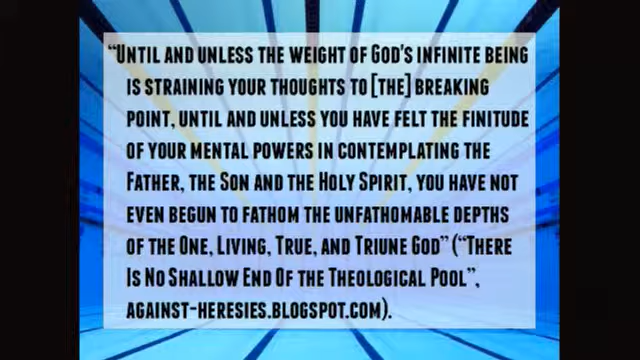 “Until and unless the weight of God's infinite being
is straining your thoughts to [the] breaking
point, until and unless you have felt the finitude
of your mental powers in contemplating the
Father, the Son and the Holy Spirit, you have not
even begun to fathom the unfathomable depths
of the One, Living, True, and Triune God” (“There
Is No Shallow End Of the Theological Pool”,
against-heresies.blogspot.com).